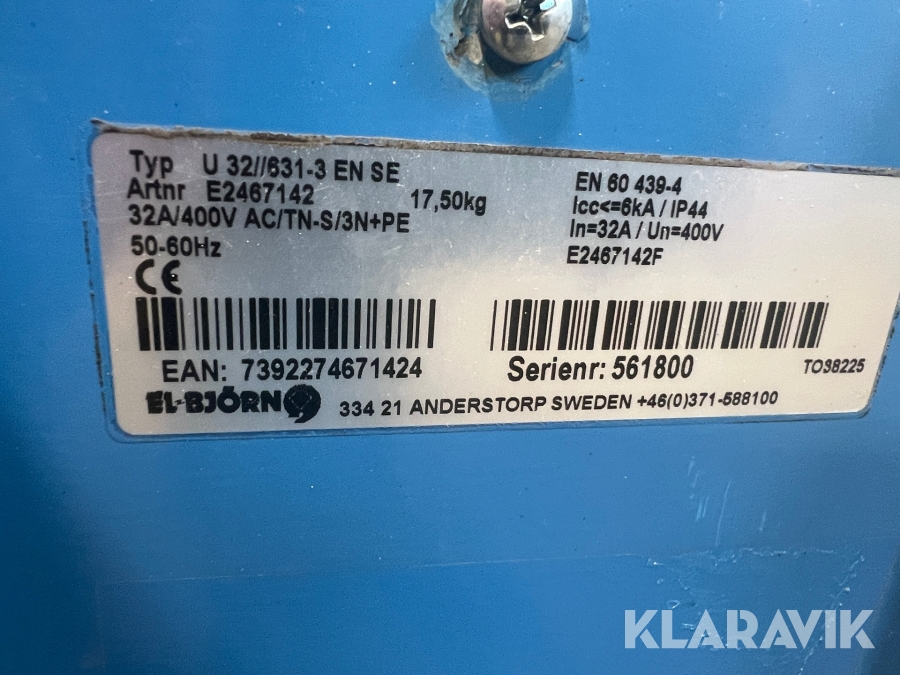 Typ U 32//631-3 EN SE
Artnr E2467142 17,50kg
32A/400V AC/TN-S/3N+PE
50-60Hz
CE
EN 60 439-4
Icc<=6kA / IP44
In=32A / Un=400V
E2467142F
EAN: 7392274671424
Serienr: 561800
TO38225
EL-BJÖRN
334 21 ANDERSTORP SWEDEN +46(0)371-588100
KLARAVIK